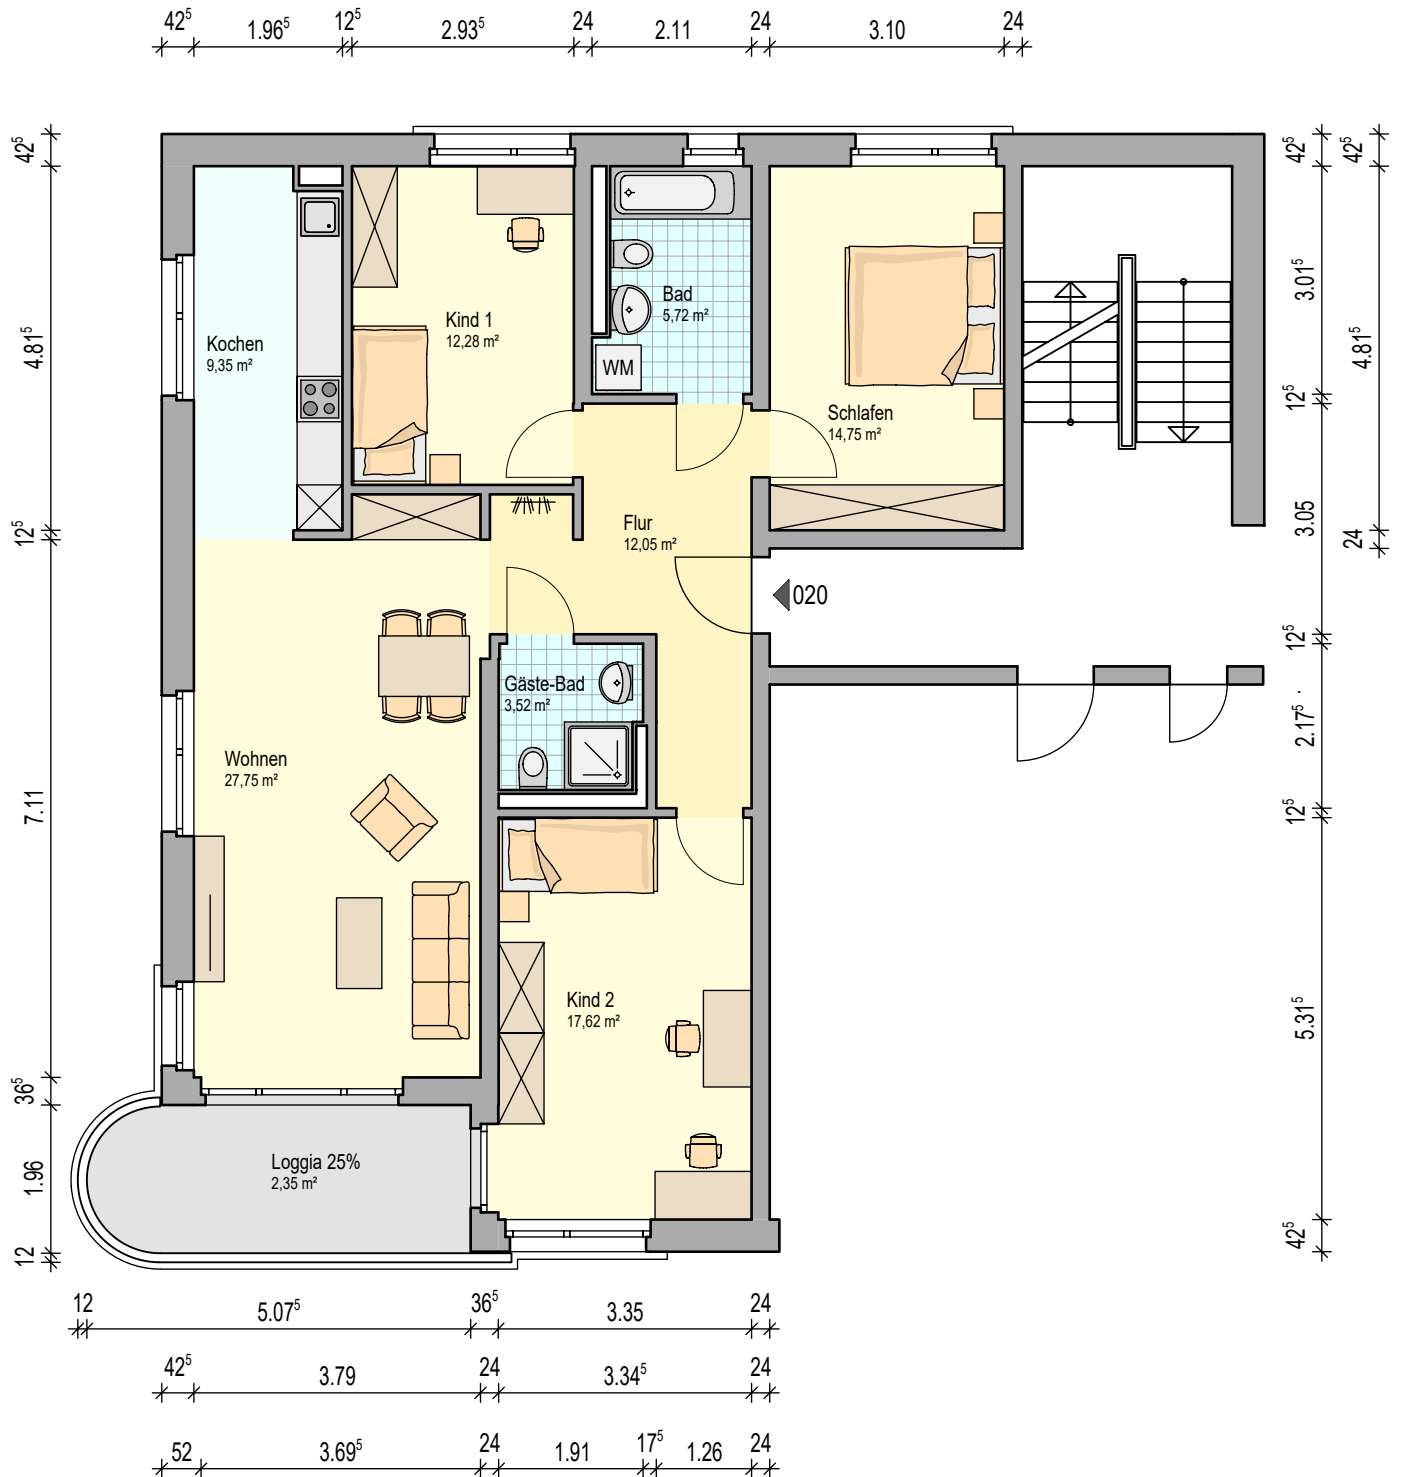 42⁵ 1.96⁵ 12⁵ 2.93⁵ 24 2.11 24 3.10 24
42⁵
4.81⁵
12⁵
7.11
36⁵
1.96
12
Kochen
9,35 m²
Kind 1
12,28 m²
Bad
5,72 m²
WM
Schlafen
14,75 m²
Flur
12,05 m²
020
Gäste-Bad
3,52 m²
Wohnen
27,75 m²
Kind 2
17,62 m²
Loggia 25%
2,35 m²
42⁵
3.01⁵
12⁵
3.05
12⁵
2.17⁵ .
12⁵
5.31⁵
42⁵
42⁵
4.81⁵
24
12 5.07⁵ 36⁵ 3.35 24
42⁵ 3.79 24 3.34⁵ 24
52 3.69⁵ 24 1.91 17⁵ 1.26 24